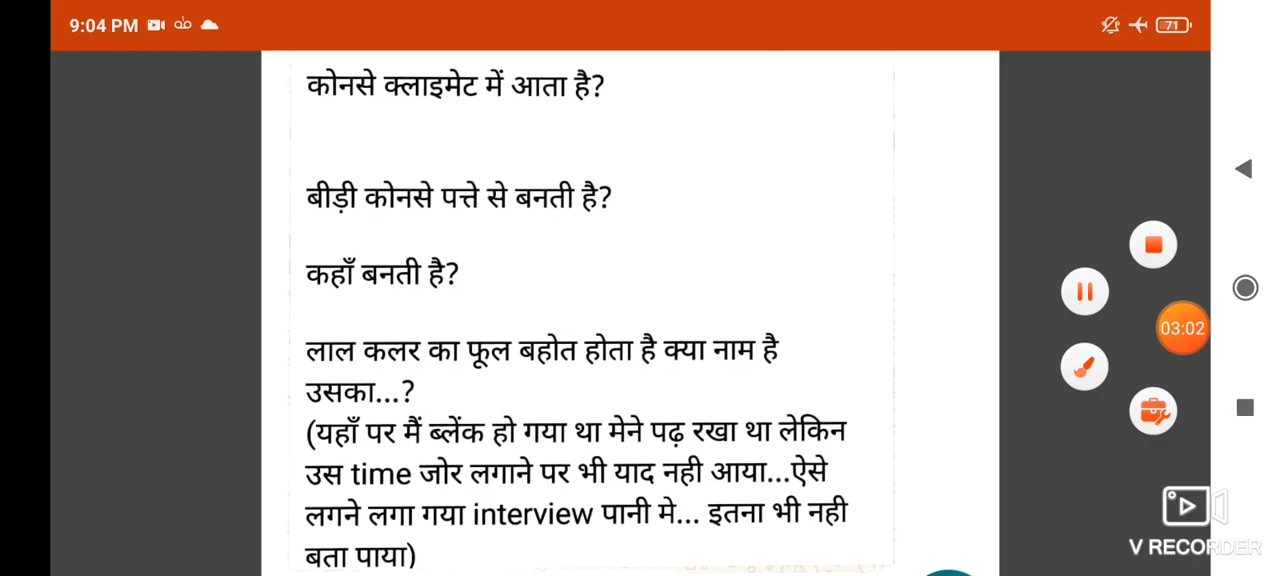 9:04 PM
71
कोनसे क्लाइमेट में आता है?
बीड़ी कोनसे पत्ते से बनती है?
कहाँ बनती है?
लाल कलर का फूल बहोत होता है क्या नाम है
उसका...?
(यहाँ पर मैं ब्लेंक हो गया था मेने पढ़ रखा था लेकिन
उस time जोर लगाने पर भी याद नही आया...ऐसे
लगने लगा गया interview पानी मे... इतना भी नही
बता पाया)
03:02
V RECORDER